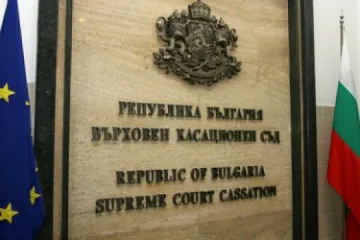 РЕПУБЛИКА БЪЛГАРИЯ
ВЪРХОВЕН КАСАЦИОНЕН СЪД
REPUBLIC OF BULGARIA
SUPREME COURT CASSATION